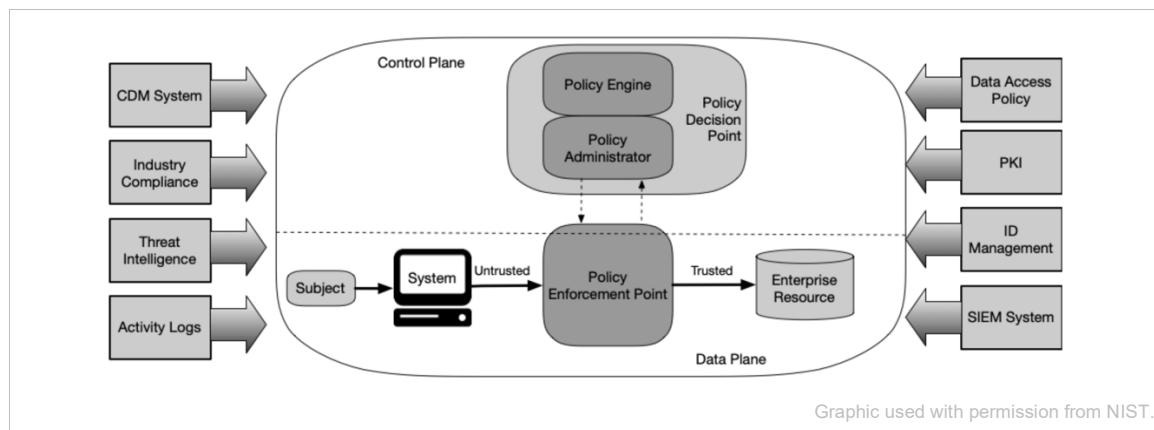 Control Plane
CDM System
Industry
Compliance
Threat
Intelligence
Activity Logs
Policy Engine
Policy
Administrator
Policy
Decision
Point
Subject
System
Untrusted
Policy
Enforcement Point
Trusted
Enterprise
Resource
Data Plane
Data Access
Policy
PKI
ID
Management
SIEM System
Graphic used with permission from NIST.